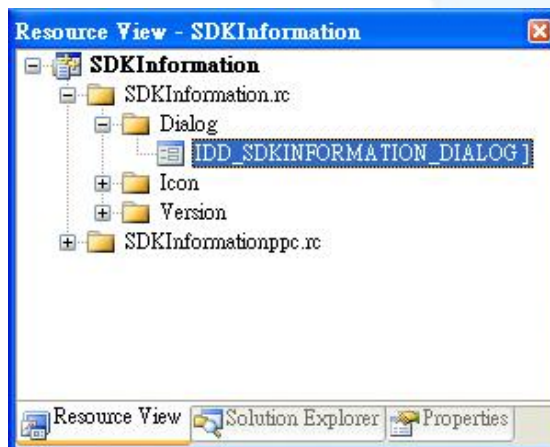 Resource View - SDKInformation
SDKInformation
SDKInformation.rc
Dialog
IDD_SDKINFORMATION_DIALOG ]
Icon
Version
SDKInformationppc.rc
Resource View Solution Explorer Properties